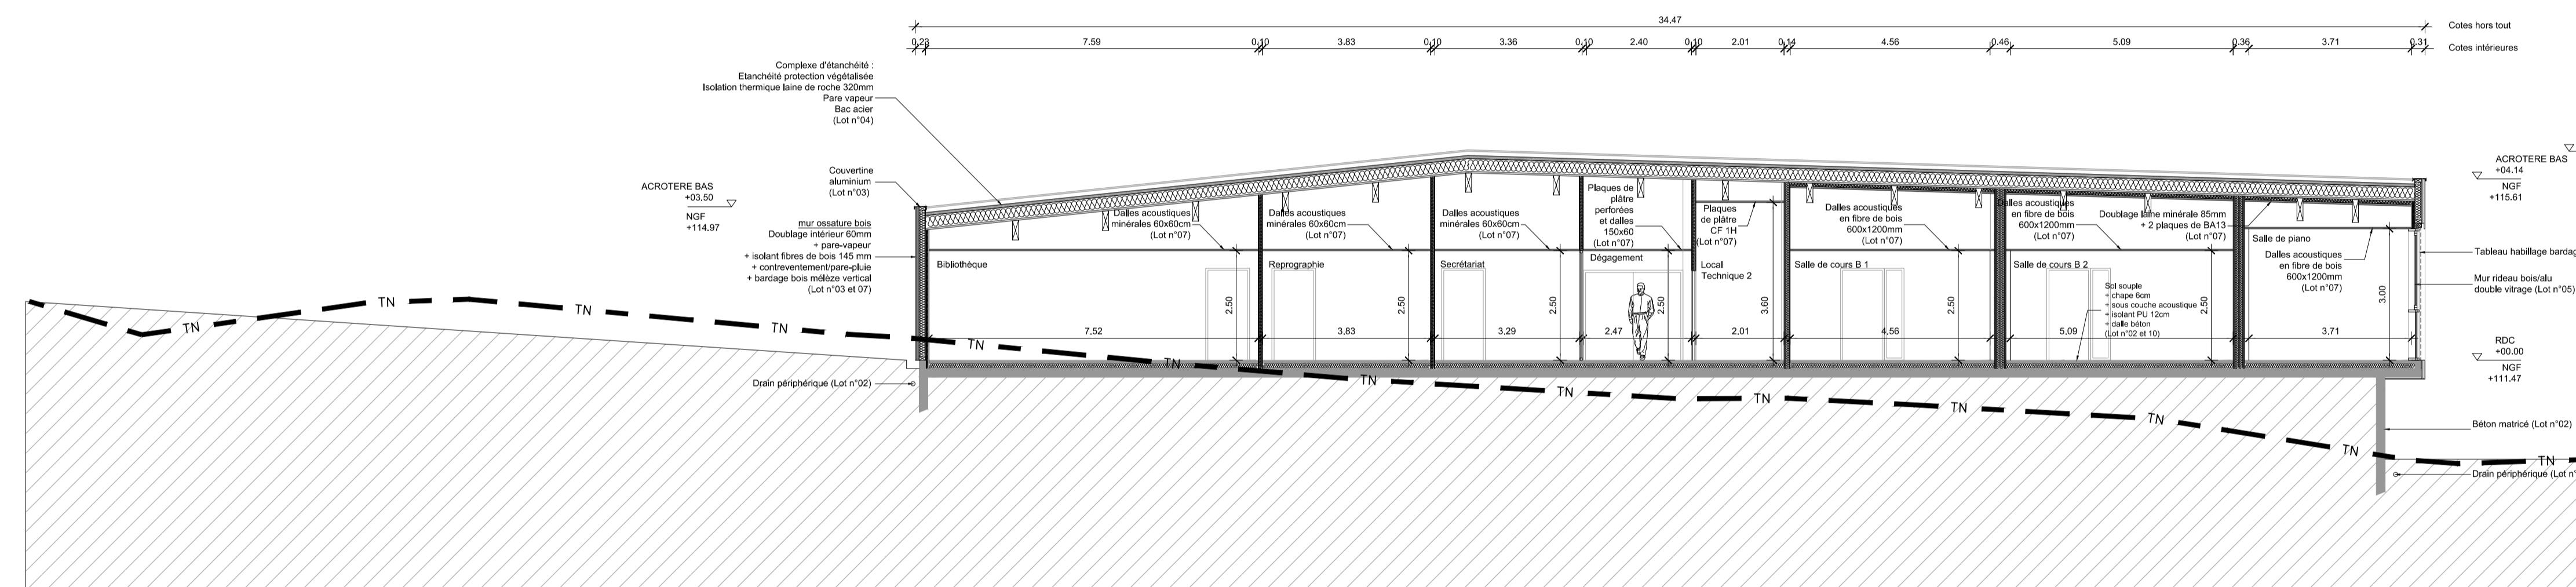 34.47
Cotes hors tout
0.23
7.59
0.10
3.83
0.10
3.36
0.10
2.40
0.10
2.01
0.14
4.56
0.46
5.09
0.36
3.71
0.31
Cotes intérieures
Complexe d'étanchéité :
Etanchéité protection végétalisée
Isolation thermique laine de roche 320mm
Pare vapeur
Bac acier
(Lot n°04)
Couvertine
aluminium
(Lot n°03)
ACROTERE BAS
+03,50
NGF
+114.97
mur ossature bois
Doublage intérieur 60mm
+ pare-vapeur
+ isolant fibres de bois 145 mm
+ contreventement/pare-pluie
+ bardage bois mélèze vertical
(Lot n°03 et 07)
Drain périphérique (Lot n°02)
Dalles acoustiques
minérales 60x60cm
(Lot n°07)
Bibliothèque
2.50
7.52
Dalles acoustiques
minérales 60x60cm
(Lot n°07)
Reprographie
2.50
3.83
Dalles acoustiques
minérales 60x60cm
(Lot n°07)
Secrétariat
2.50
3.29
Plaques de
plâtre
perforées
et dalles
150x60
(Lot n°07)
Dégagement
2.50
2.47
Plaques
de plâtre
CF 1H
(Lot n°07)
Local
Technique 2
3.60
2.01
Dalles acoustiques
en fibre de bois
600x1200mm
(Lot n°07)
Salle de cours B 1
2.50
4.56
Dalles acoustiques
en fibre de bois
600x1200mm
(Lot n°07)
Salle de cours B 2
Sol souple
+ chape 6cm
+ sous couche acoustique
+ isolant PU 12cm
+ dalle béton
(Lot n°02 et 10)
2.50
5.09
Doublage laine minérale 85mm
+ 2 plaques de BA13
(Lot n°07)
Salle de piano
Dalles acoustiques
en fibre de bois
600x1200mm
(Lot n°07)
3.00
3.71
ACROTERE BAS
+04.14
NGF
+115.61
Tableau habillage bardag
Mur rideau bois/alu
double vitrage (Lot n°05)
RDC
+00.00
NGF
+111.47
Béton matricé (Lot n°02)
Drain périphérique (Lot n°
TN
TN
TN
TN
TN
TN
TN
TN
TN
TN
TN
TN
TN